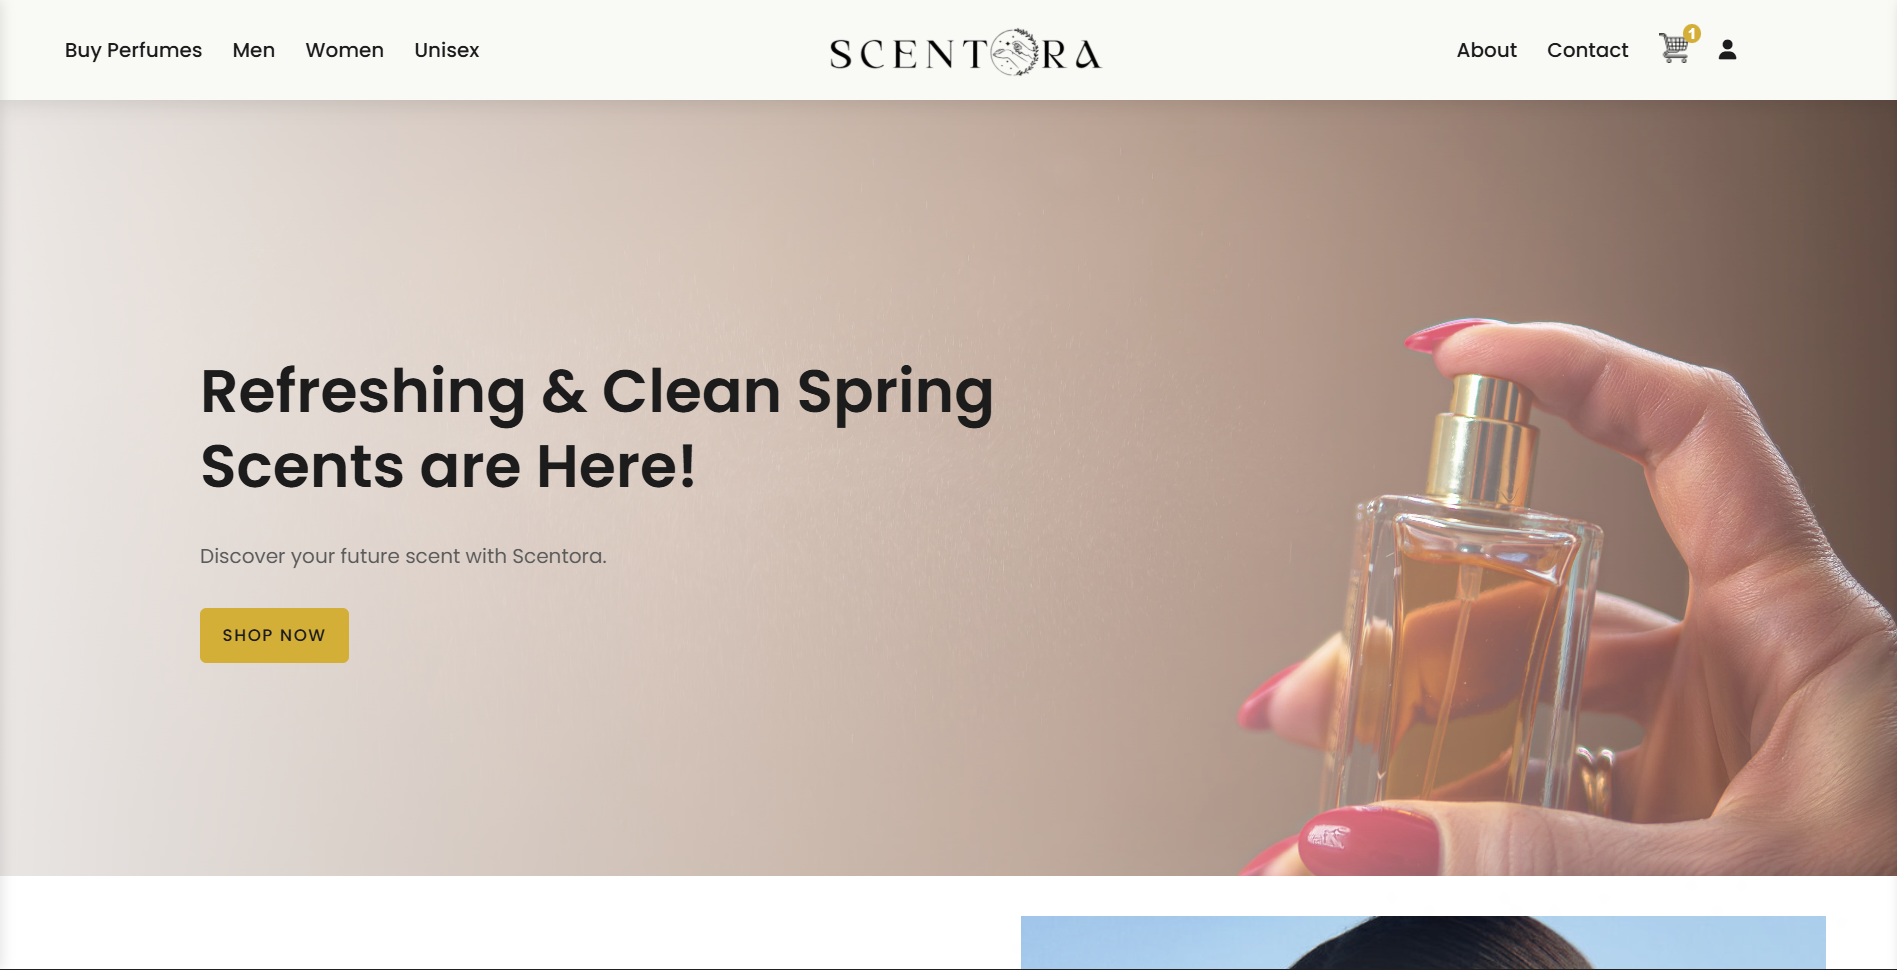 Buy Perfumes Men Women Unisex
SCENTORA
About Contact 1
Refreshing & Clean Spring
Scents are Here!
Discover your future scent with Scentora.
SHOP NOW